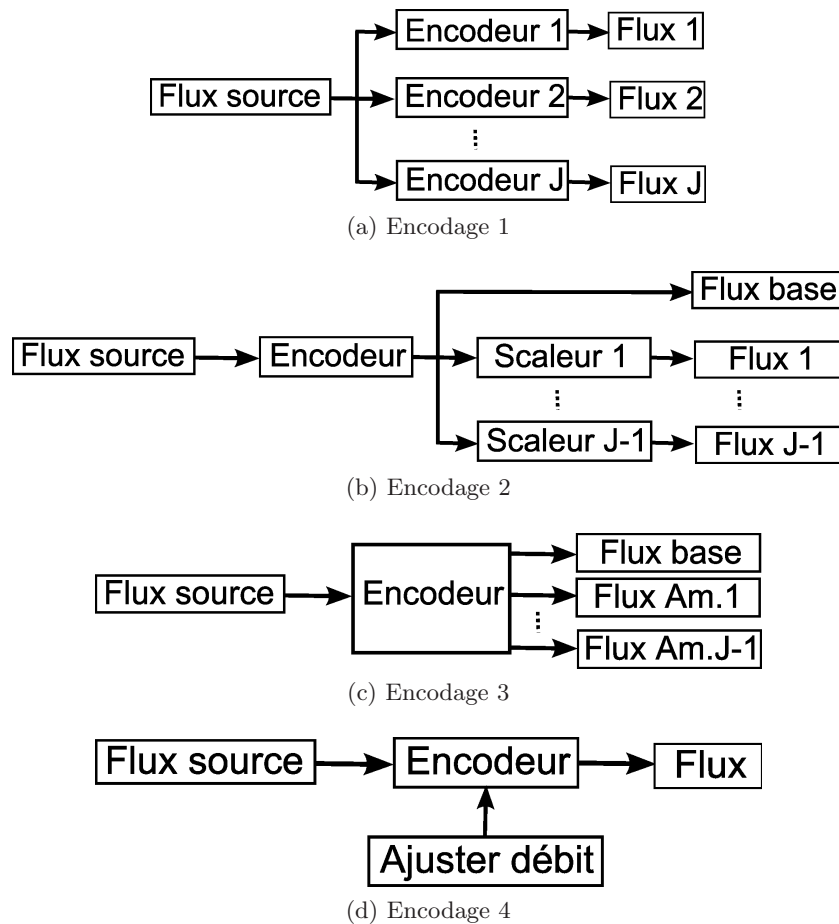 Encodeur 1
Flux 1
Flux source
Encodeur 2
Flux 2
Encodeur J
Flux J
(a) Encodage 1
Flux base
Flux source
Encodeur
Scaleur 1
Flux 1
Scaleur J-1
Flux J-1
(b) Encodage 2
Flux base
Flux source
Encodeur
Flux Am.1
Flux Am.J-1
(c) Encodage 3
Flux source
Encodeur
Flux
Ajuster débit
(d) Encodage 4